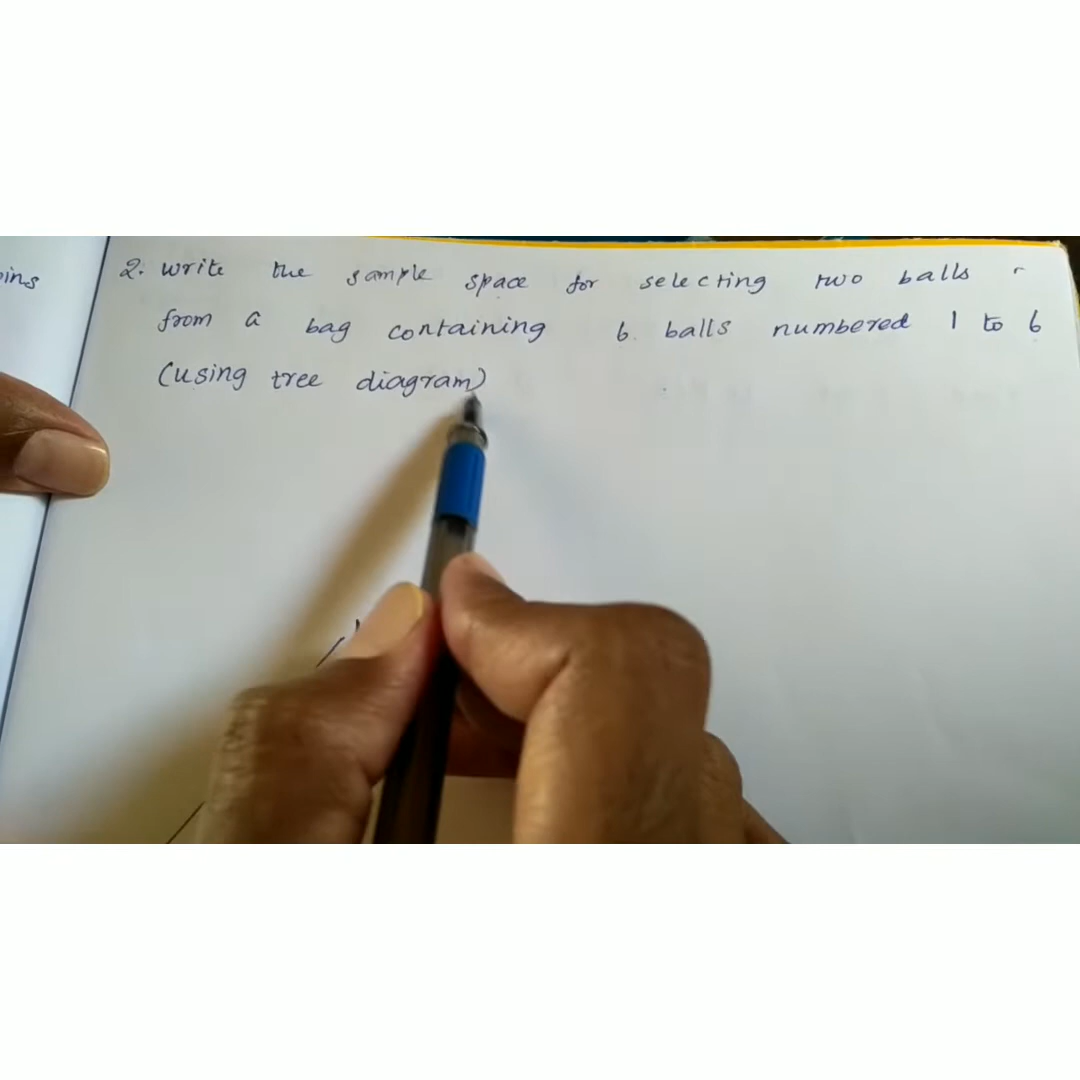 2. write the sample space for selecting two balls
from a bag containing 6. balls numbered 1 to 6
(using tree diagram)